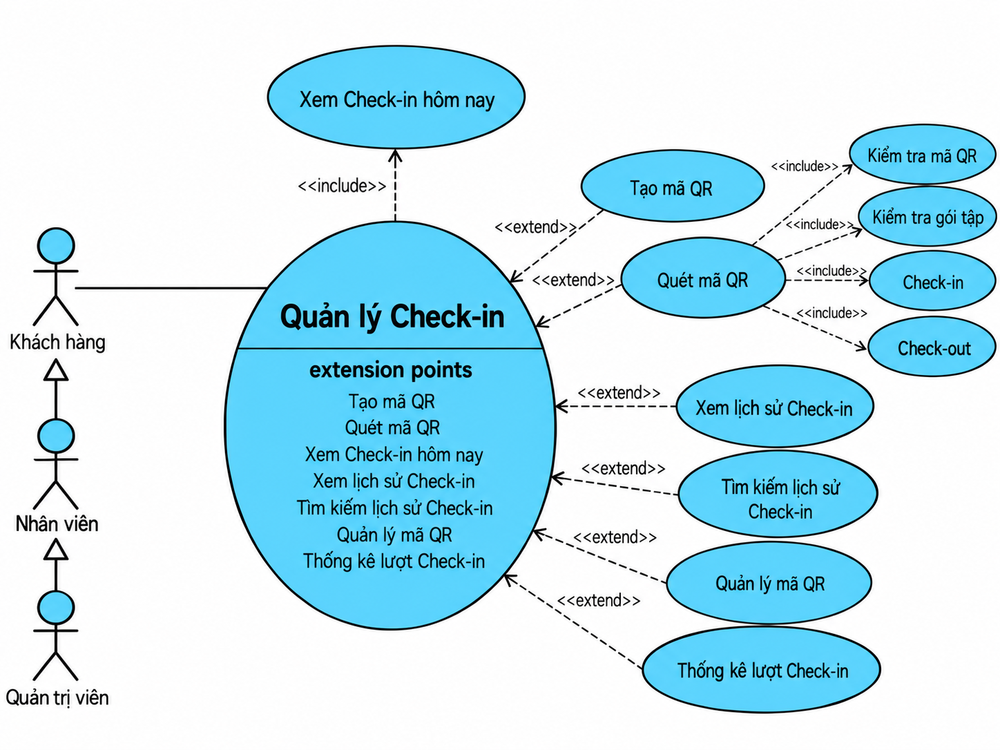 Xem Check-in hôm nay
<<include>>
Khách hàng
Nhân viên
Quản trị viên
Quản lý Check-in
extension points
Tạo mã QR
Quét mã QR
Xem Check-in hôm nay
Xem lịch sử Check-in
Tìm kiếm lịch sử Check-in
Quản lý mã QR
Thống kê lượt Check-in
<<extend>>
Tạo mã QR
<<extend>>
Quét mã QR
<<include>>
Kiểm tra mã QR
<<include>>
Kiểm tra gói tập
<<include>>
Check-in
<<include>>
Check-out
<<extend>>
Xem lịch sử Check-in
<<extend>>
Tìm kiếm lịch sử
Check-in
<<extend>>
Quản lý mã QR
<<extend>>
Thống kê lượt Check-in